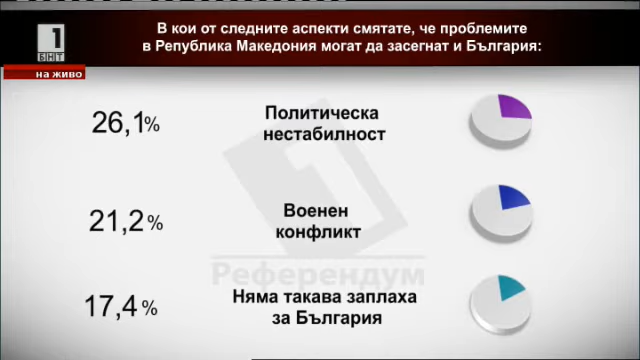 В кои от следните аспекти смятате, че проблемите
в Република Македония могат да засегнат и България:
1
БНТ
на живо
26,1%
Политическа
нестабилност
21,2%
Военен
конфликт
Референдум
17,4%
Няма такава заплаха
за България